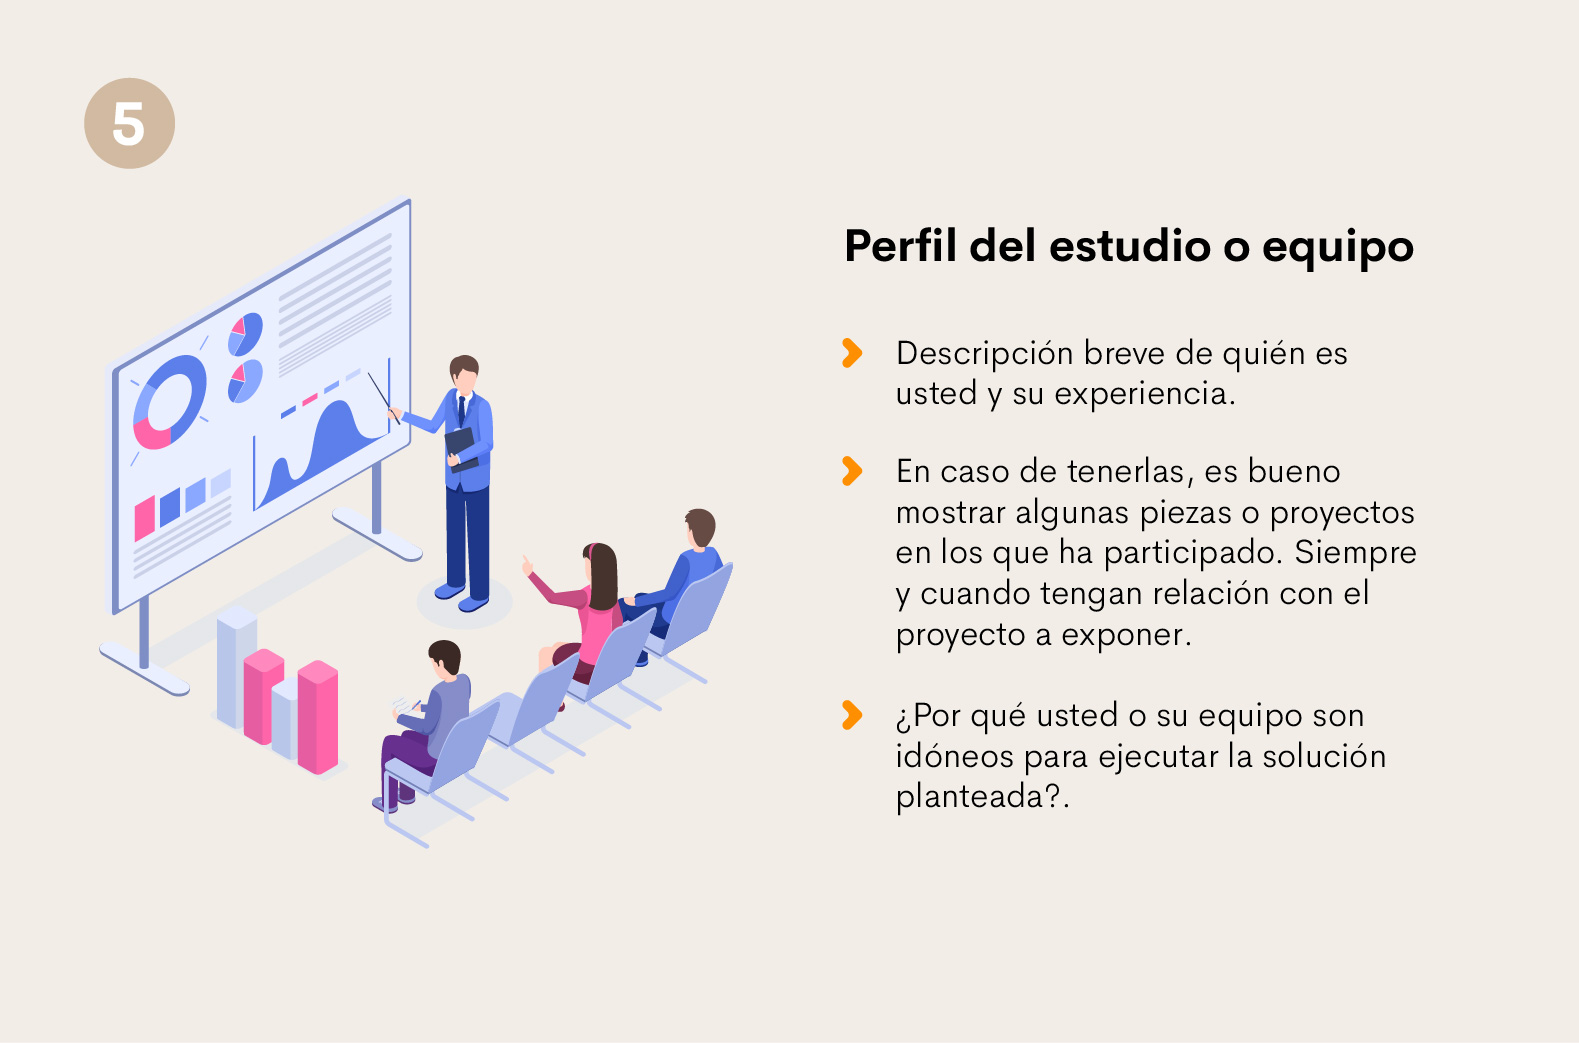 5
Perfil del estudio o equipo
Descripción breve de quién es
usted y su experiencia.
En caso de tenerlas, es bueno
mostrar algunas piezas o proyectos
en los que ha participado. Siempre
y cuando tengan relación con el
proyecto a exponer.
¿Por qué usted o su equipo son
idóneos para ejecutar la solución
planteada?.